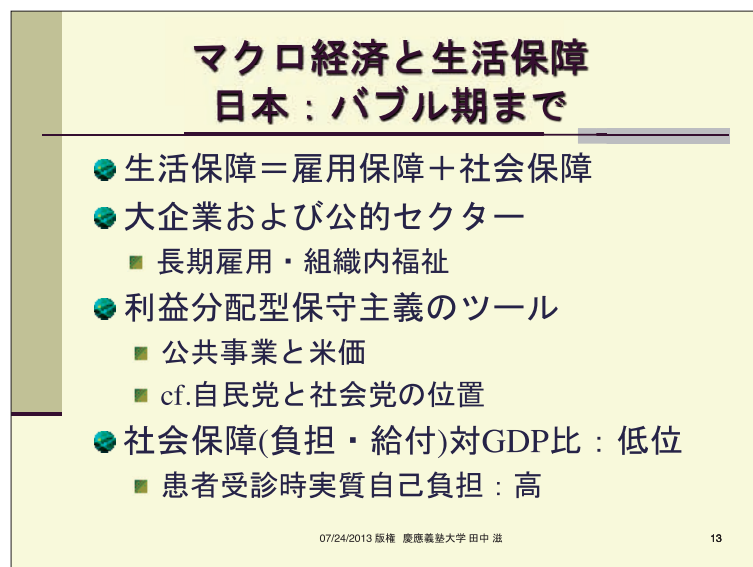 マクロ経済と生活保障
日本：バブル期まで
生活保障＝雇用保障＋社会保障
大企業および公的セクター
長期雇用・組織内福祉
利益分配型保守主義のツール
公共事業と米価
cf.自民党と社会党の位置
社会保障(負担・給付)対GDP比：低位
患者受診時実質自己負担：高
07/24/2013 版権 慶應義塾大学 田中 滋
13